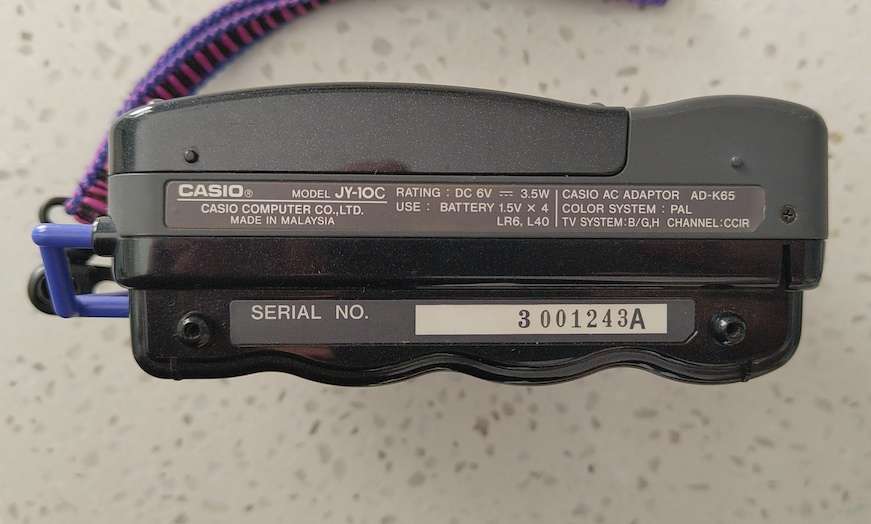 CASIO® MODEL JY-10C
CASIO COMPUTER CO.,LTD.
MADE IN MALAYSIA
RATING : DC 6V ⎓ 3.5W
USE : BATTERY 1.5V × 4
LR6, L40
CASIO AC ADAPTOR AD-K65
COLOR SYSTEM : PAL
TV SYSTEM:B/G,H CHANNEL:CCIR
SERIAL NO. 3 001243A